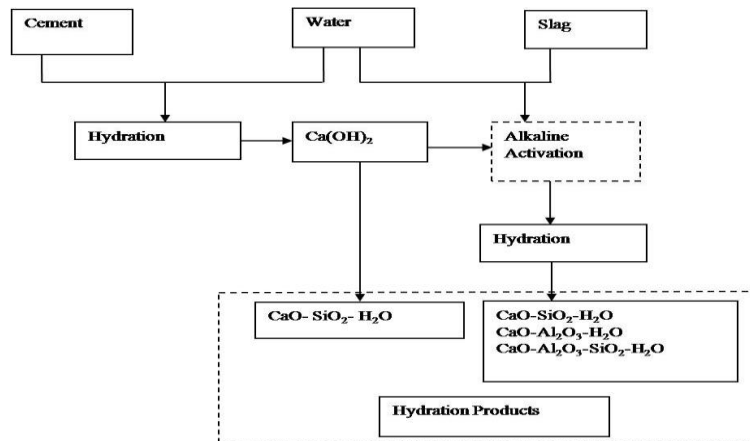 Cement
Water
Slag
Hydration
Ca(OH)₂
Alkaline
Activation
Hydration
CaO- SiO₂- H₂O
CaO-SiO₂-H₂O
CaO-Al₂O₃-H₂O
CaO-Al₂O₃-SiO₂-H₂O
Hydration Products